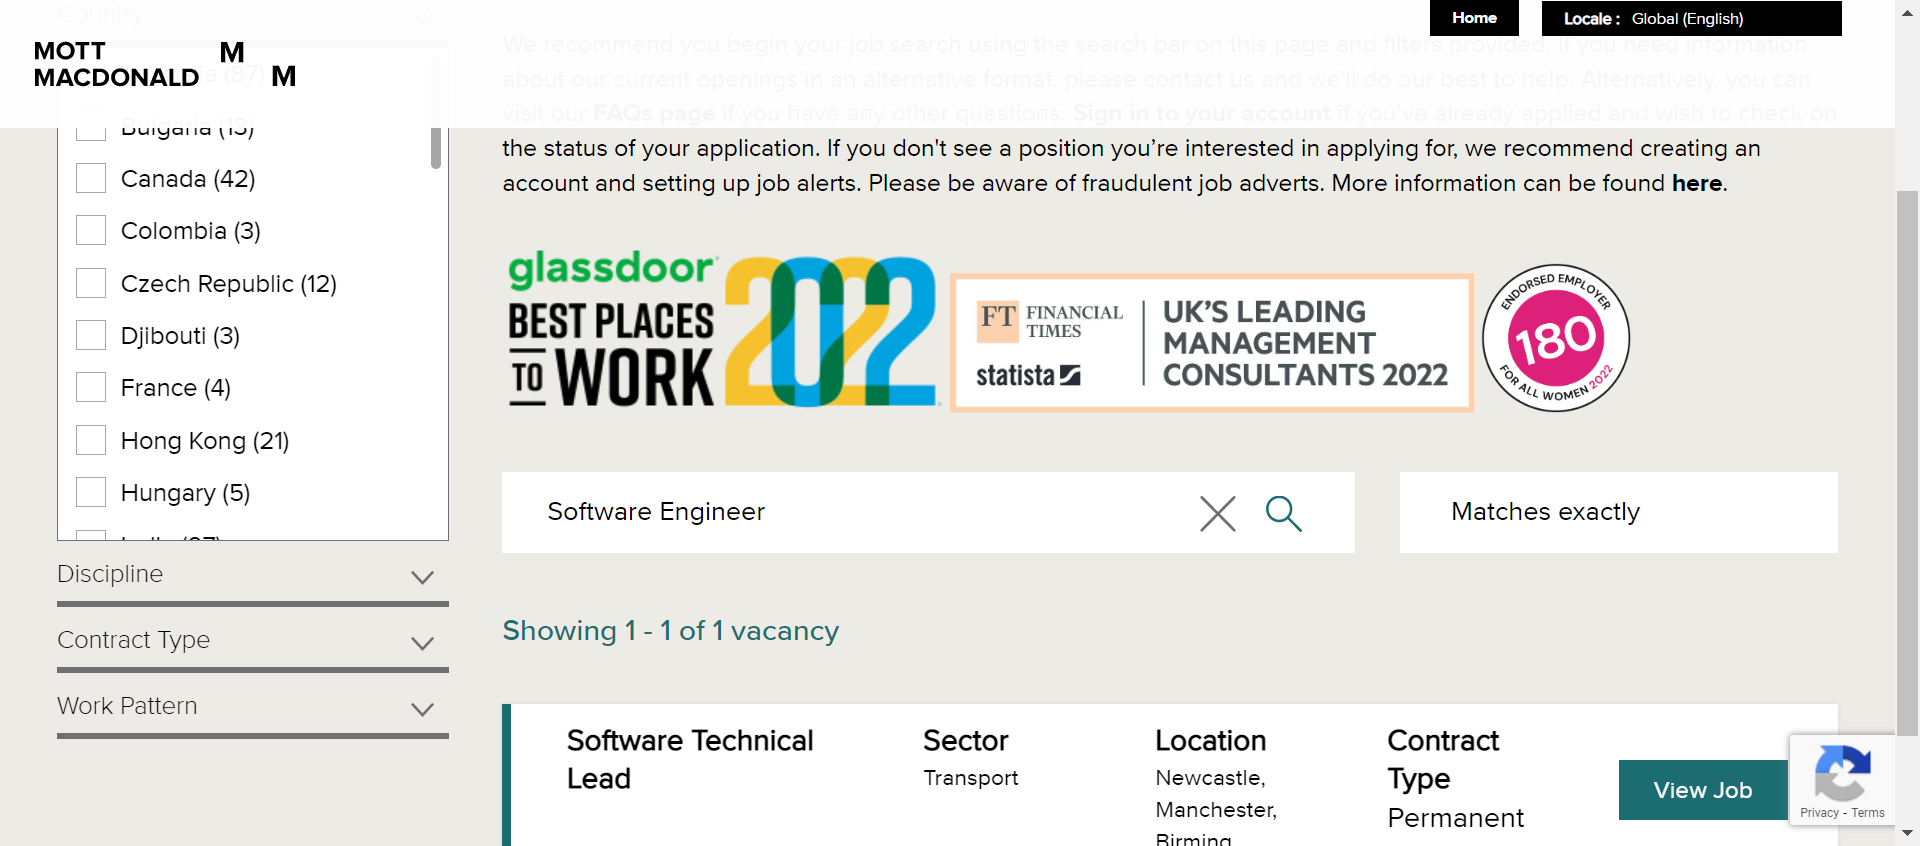 Country
Home
Locale : Global (English)
MOTT
MACDONALD
M
M
(87)
Bulgaria (13)
Canada (42)
Colombia (3)
Czech Republic (12)
Djibouti (3)
France (4)
Hong Kong (21)
Hungary (5)
Discipline
Contract Type
Work Pattern
We recommend you begin your job search using the search bar on this page and filters provided. If you need information
about our current openings in an alternative format, please contact us and we'll do our best to help. Alternatively, you can
visit our FAQs page if you have any other questions. Sign in to your account if you've already applied and wish to check on
the status of your application. If you don't see a position you’re interested in applying for, we recommend creating an
account and setting up job alerts. Please be aware of fraudulent job adverts. More information can be found here.
glassdoor
BEST PLACES
TO WORK
2022
FT FINANCIAL
TIMES
statista
UK'S LEADING
MANAGEMENT
CONSULTANTS 2022
ENDORSED EMPLOYER
180
FOR ALL WOMEN 2022
Software Engineer
Matches exactly
Showing 1 - 1 of 1 vacancy
Software Technical
Lead
Sector
Transport
Location
Newcastle,
Manchester,
Birming
Contract
Type
Permanent
View Job
Privacy - Terms